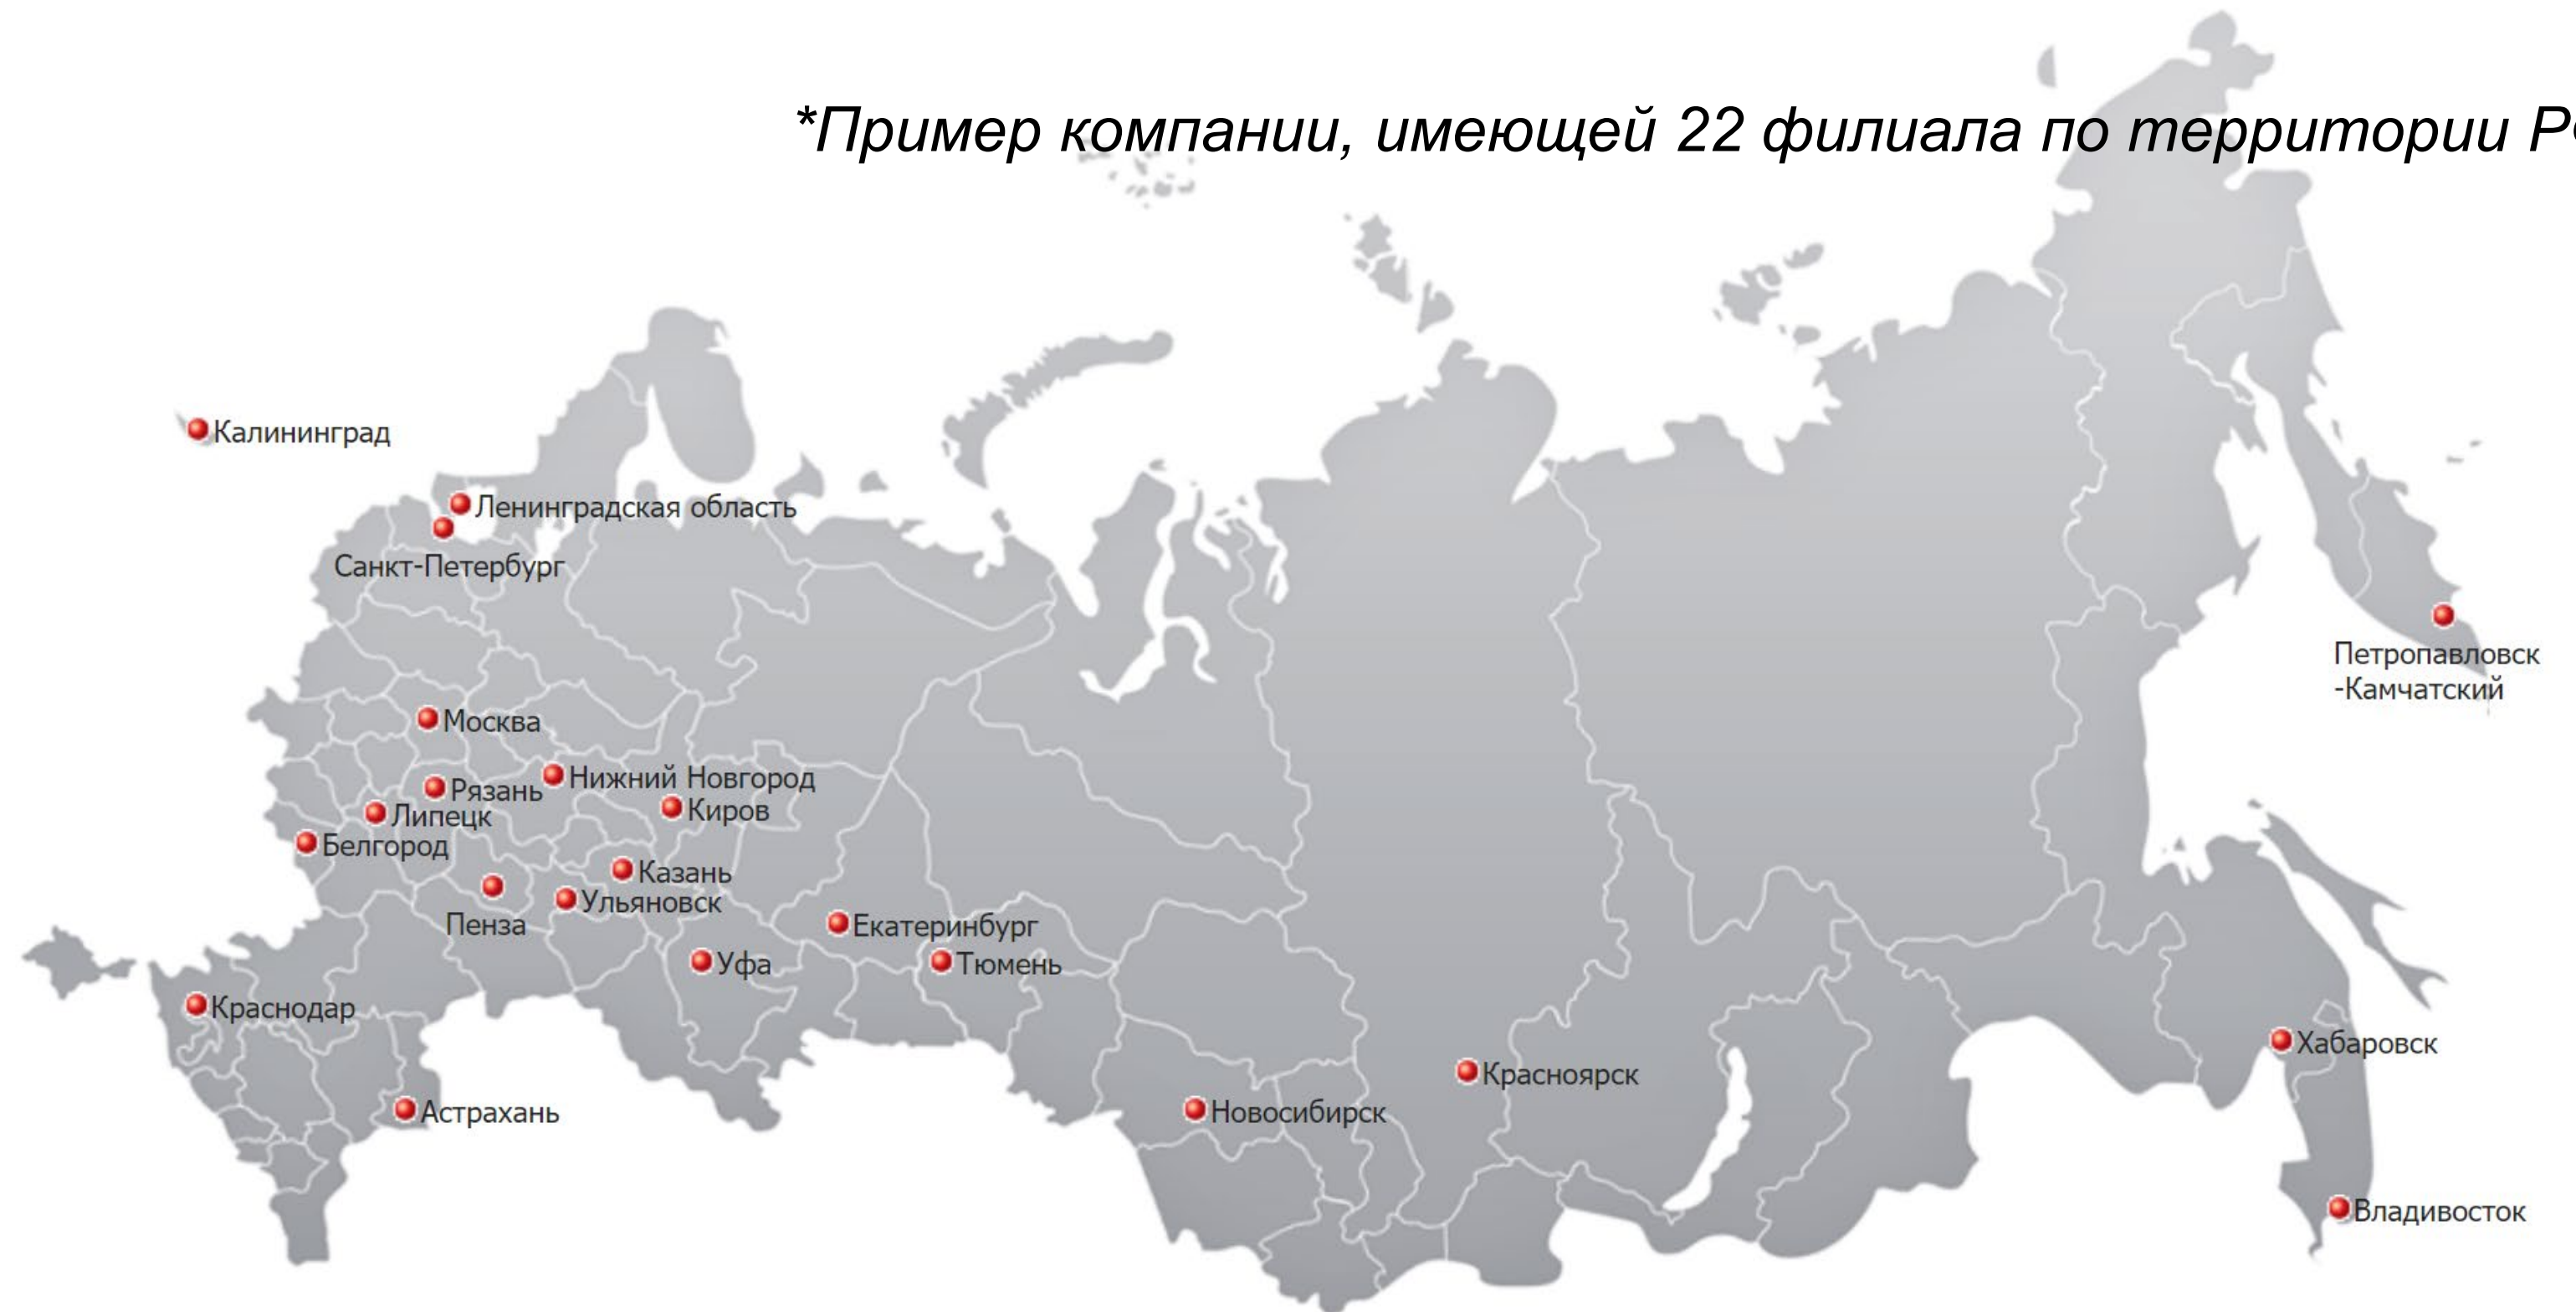 *Пример компании, имеющей 22 филиала по территории
Калининград
Ленинградская область
Санкт-Петербург
Петропавловск
-Камчатский
Москва
Нижний Новгород
Рязань
Киров
Липецк
Белгород
Казань
Ульяновск
Пенза
Екатеринбург
Уфа
Тюмень
Краснодар
Хабаровск
Красноярск
Астрахань
Новосибирск
Владивосток